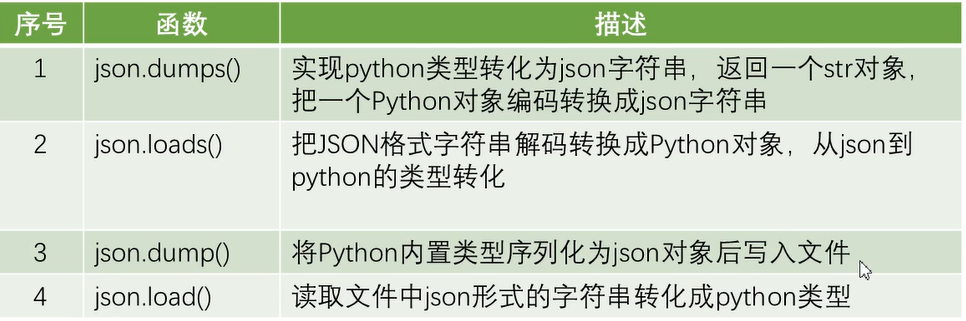 序号 函数 描述
1 json.dumps() 实现python类型转化为json字符串，返回一个str对象，
把一个Python对象编码转换成json字符串
2 json.loads() 把JSON格式字符串解码转换成Python对象，从json到
python的类型转化
3 json.dump() 将Python内置类型序列化为json对象后写入文件
4 json.load() 读取文件中json形式的字符串转化成python类型